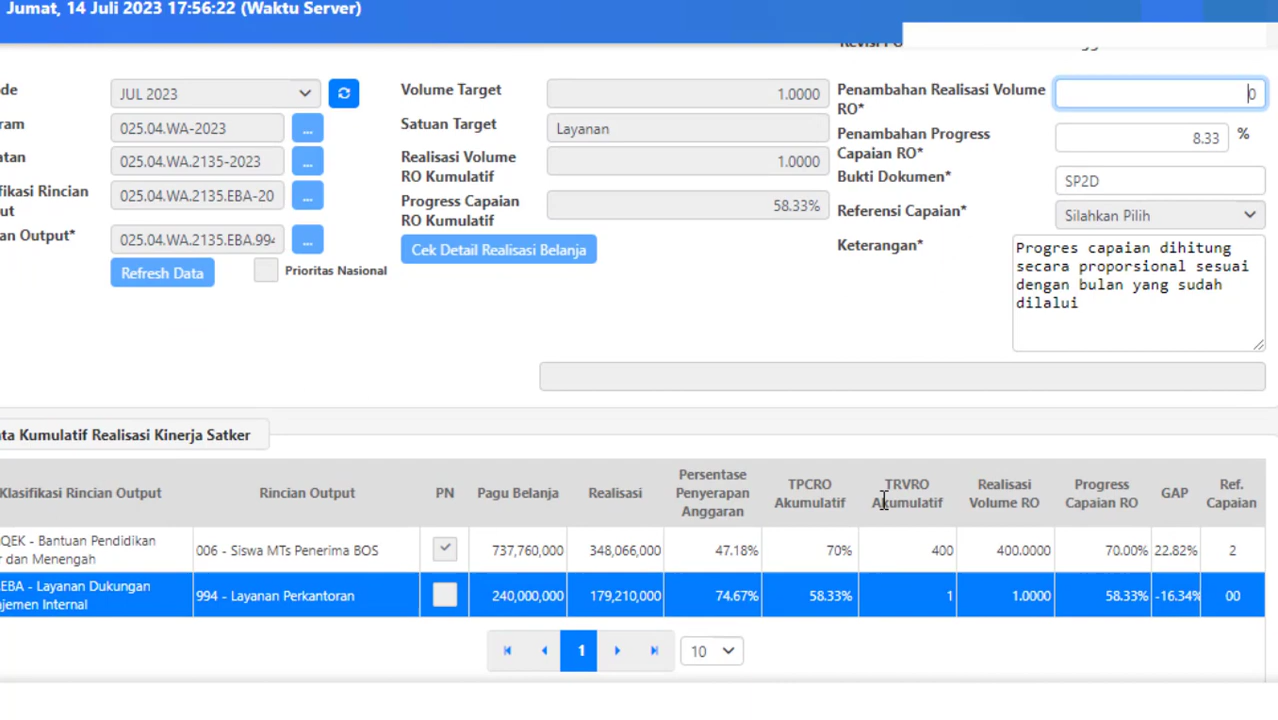 Jumat, 14 Juli 2023 17:56:22 (Waktu Server)
de
JUL 2023
ram
025.04.WA-2023
...
atan
025.04.WA.2135-2023
...
fikasi Rincian
ut
025.04.WA.2135.EBA-20
...
an Output*
025.04.WA.2135.EBA.994
...
Refresh Data
Prioritas Nasional
Volume Target
1.0000
Satuan Target
Layanan
Realisasi Volume
RO Kumulatif
1.0000
Progress Capaian
RO Kumulatif
58.33%
Cek Detail Realisasi Belanja
Penambahan Realisasi Volume
RO*
0
Penambahan Progress
Capaian RO*
8.33
%
Bukti Dokumen*
SP2D
Referensi Capaian*
Silahkan Pilih
Keterangan*
Progres capaian dihitung
secara proporsional sesuai
dengan bulan yang sudah
dilalui
ta Kumulatif Realisasi Kinerja Satker
Klasifikasi Rincian Output
Rincian Output
PN
Pagu Belanja
Realisasi
Persentase
Penyerapan
Anggaran
TPCRO
Akumulatif
TRVRO
Akumulatif
Realisasi
Volume RO
Progress
Capaian RO
GAP
Ref.
Capaian
QEK - Bantuan Pendidikan
r dan Menengah
006 - Siswa MTs Penerima BOS
737,760,000
348,066,000
47.18%
70%
400
400.0000
70.00%
22.82%
2
EBA - Layanan Dukungan
ajemen Internal
994 - Layanan Perkantoran
240,000,000
179,210,000
74.67%
58.33%
1
1.0000
58.33%
-16.34%
00
1
10